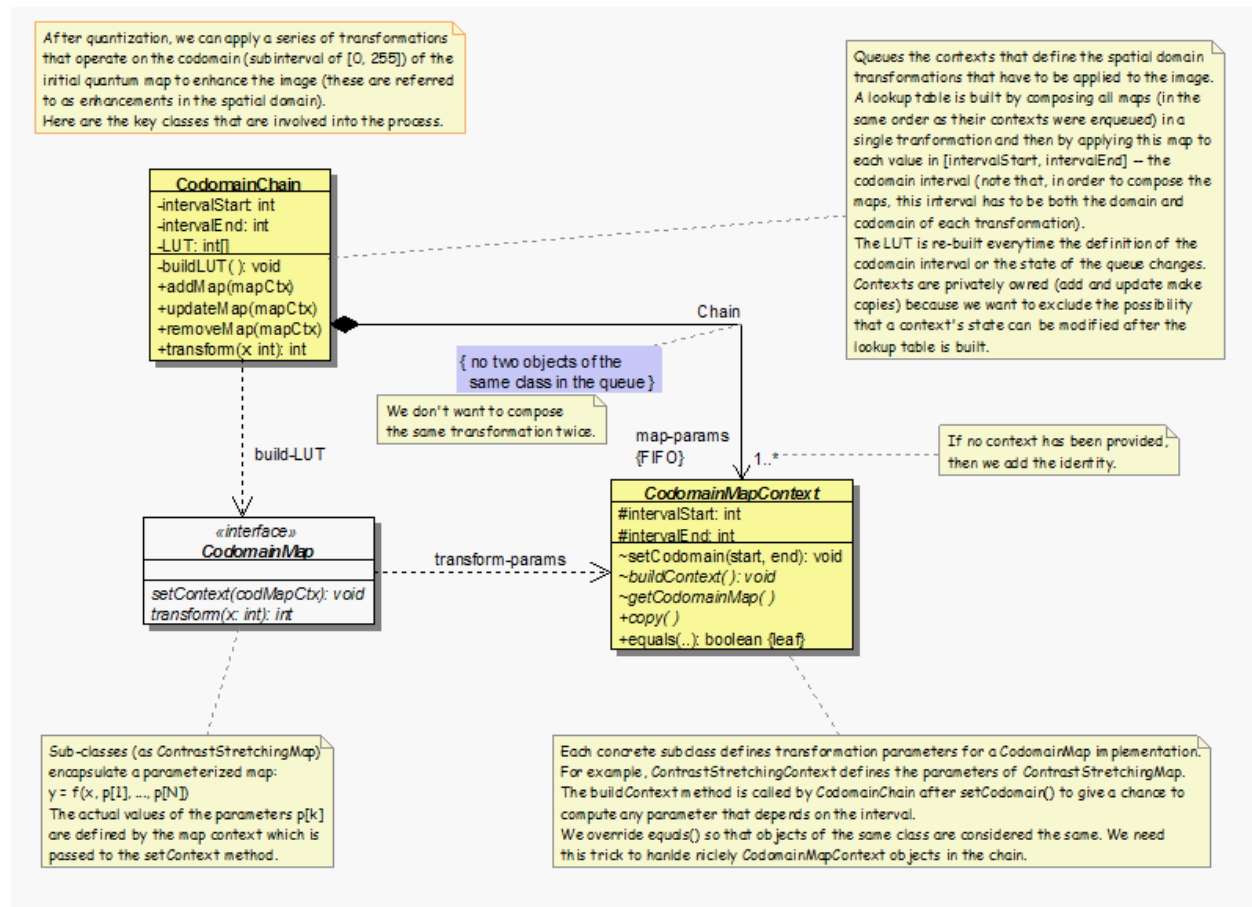 After quantization, we can apply a series of transformations
that operate on the codomain (subinterval of [0, 255]) of the
initial quantum map to enhance the image (these are referred
to as enhancements in the spatial domain).
Here are the key classes that are involved into the process.
Queues the contexts that define the spatial domain
transformations that have to be applied to the image.
A lookup table is built by composing all maps (in the
same order as their contexts were enqueued) in a
single tranformation and then by applying this map to
each value in [intervalStart, intervalEnd] -- the
codomain interval (note that, in order to compose the
maps, this interval has to be both the domain and
codomain of each transformation).
The LUT is re-built everytime the definition of the
codomain interval or the state of the queue changes.
Contexts are privately owned (add and update make
copies) because we want to exclude the possibility
that a context's state can be modified after the
lookup table is built.
CodomainChain
-intervalStart: int
-intervalEnd: int
-LUT: int[]
-buildLUT( ): void
+addMap(mapCtx)
+updateMap(mapCtx)
+removeMap(mapCtx)
+transform(x: int): int
Chain
{ no two objects of the
same class in the queue }
We don't want to compose
the same transformation twice.
map-params
{FIFO}
1..*
If no context has been provided,
then we add the identity.
build-LUT
«interface»
CodomainMap
setContext(codMapCtx): void
transform(x: int): int
transform-params
CodomainMapContext
#intervalStart: int
#intervalEnd: int
~setCodomain(start, end): void
~buildContext( ): void
~getCodomainMap( )
+copy( )
+equals(..): boolean {leaf}
Sub-classes (as ContrastStretchingMap)
encapsulate a parameterized map:
y = f(x, p[1], ..., p[N])
The actual values of the parameters p[k]
are defined by the map context which is
passed to the setContext method.
Each concrete subclass defines transformation parameters for a CodomainMap implementation.
For example, ContrastStretchingContext defines the parameters of ContrastStretchingMap.
The buildContext method is called by CodomainChain after setCodomain() to give a chance to
compute any parameter that depends on the interval.
We override equals() so that objects of the same class are considered the same. We need
this trick to hanlde niclely CodomainMapContext objects in the chain.